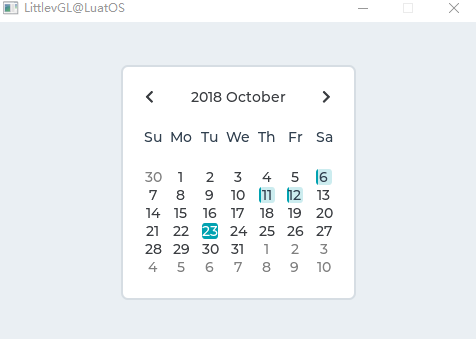 LittlevGL@LuatOS
2018 October
Su Mo Tu We Th Fr Sa
30 1 2 3 4 5 6
7 8 9 10 11 12 13
14 15 16 17 18 19 20
21 22 23 24 25 26 27
28 29 30 31 1 2 3
4 5 6 7 8 9 10